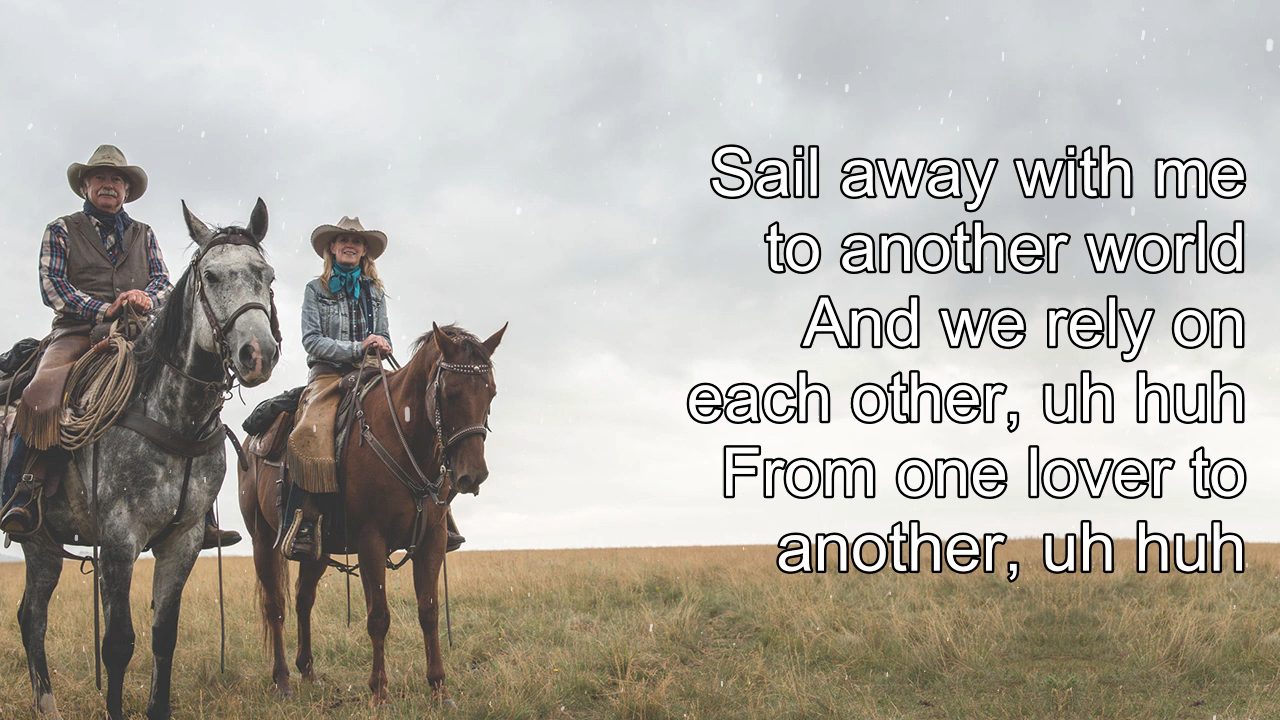 Sail away with me
to another world
And we rely on
each other, uh huh
From one lover to
another, uh huh